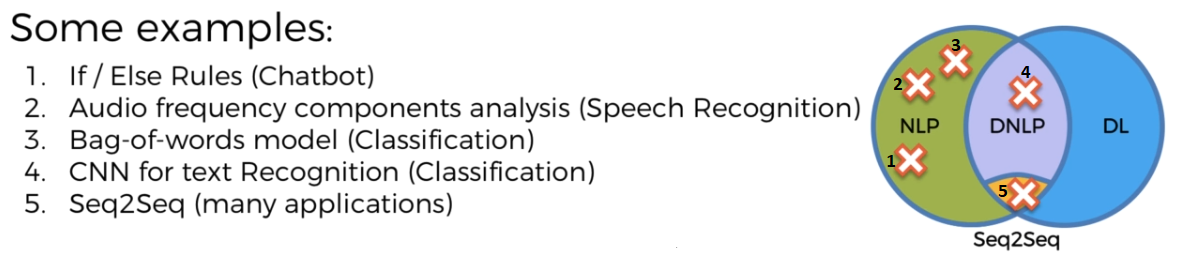 Some examples:
1. If / Else Rules (Chatbot)
2. Audio frequency components analysis (Speech Recognition)
3. Bag-of-words model (Classification)
4. CNN for text Recognition (Classification)
5. Seq2Seq (many applications)
3
4
2
NLP
DNLP
DL
1
5
Seq2Seq